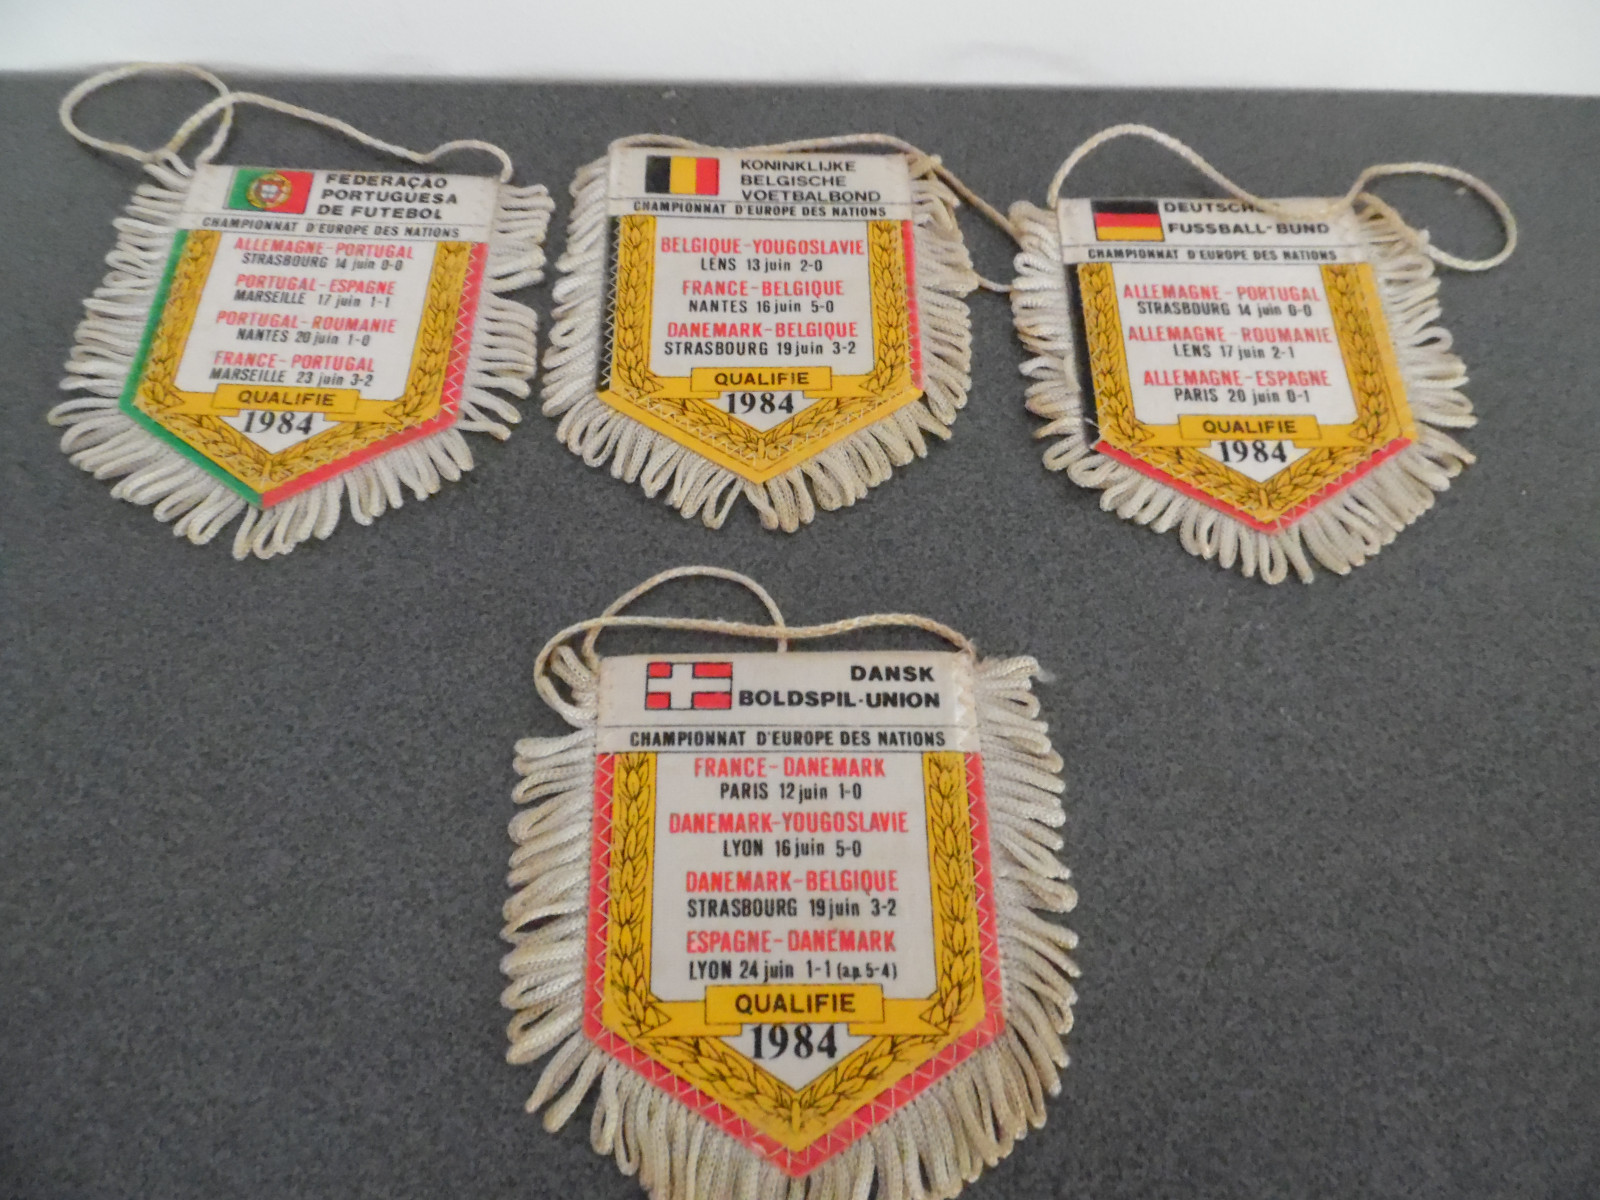 FEDERAÇAO
PORTUGUESA
DE FUTEBOL
CHAMPIONNAT D'EUROPE DES NATIONS
ALLEMAGNE-PORTUGAL
STRASBOURG 14 juin 0-0
PORTUGAL-ESPAGNE
MARSEILLE 17 juin 1-1
PORTUGAL-ROUMANIE
NANTES 20 juin 1-0
FRANCE-PORTUGAL
MARSEILLE 23 juin 3-2
QUALIFIE
1984
KONINKLIJKE
BELGISCHE
VOETBALBOND
CHAMPIONNAT D'EUROPE DES NATIONS
BELGIQUE-YOUGOSLAVIE
LENS 13 juin 2-0
FRANCE-BELGIQUE
NANTES 16 juin 5-0
DANEMARK-BELGIQUE
STRASBOURG 19 juin 3-2
QUALIFIE
1984
DEUTSCHE
FUSSBALL-BUND
CHAMPIONNAT D'EUROPE DES NATIONS
ALLEMAGNE-PORTUGAL
STRASBOURG 14 juin 0-0
ALLEMAGNE-ROUMANIE
LENS 17 juin 2-1
ALLEMAGNE-ESPAGNE
PARIS 20 juin 0-1
QUALIFIE
1984
DANSK
BOLDSPIL-UNION
CHAMPIONNAT D'EUROPE DES NATIONS
FRANCE-DANEMARK
PARIS 12 juin 1-0
DANEMARK-YOUGOSLAVIE
LYON 16 juin 5-0
DANEMARK-BELGIQUE
STRASBOURG 19 juin 3-2
ESPAGNE-DANEMARK
LYON 24 juin 1-1 (a.p. 5-4)
QUALIFIE
1984